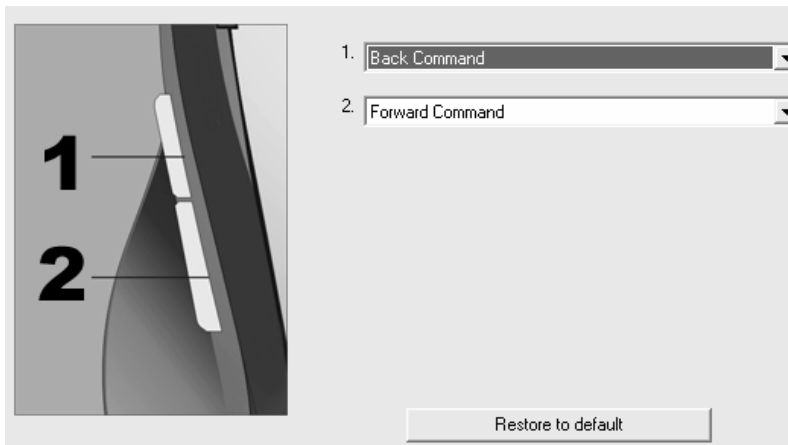 1
2
1. Back Command
2. Forward Command
Restore to default